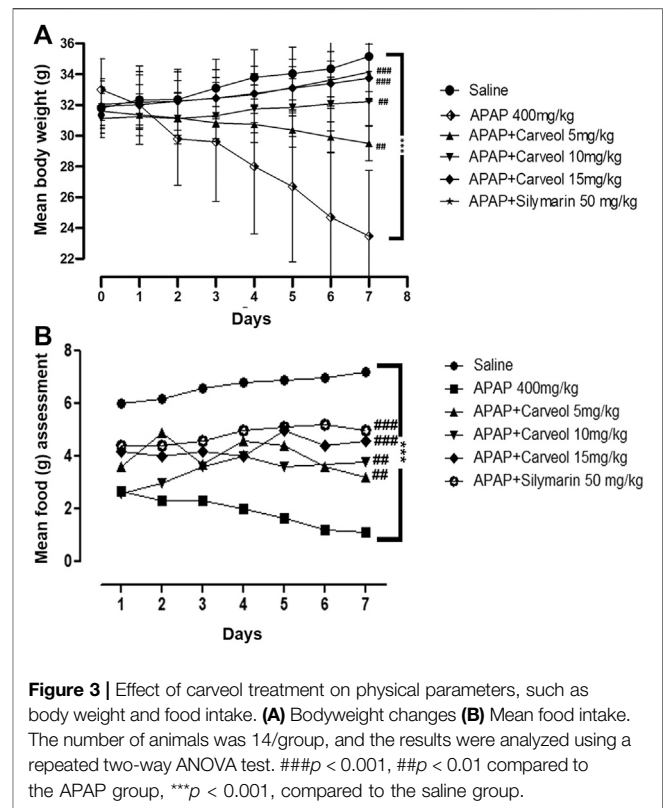 A
Mean body weight (g)
36
34
32
30
28
26
24
22
0 1 2 3 4 5 6 7 8
Days
###
###
##
##
***
Saline
APAP 400mg/kg
APAP+Carveol 5mg/kg
APAP+Carveol 10mg/kg
APAP+Carveol 15mg/kg
APAP+Silymarin 50 mg/kg
B
Mean food (g) assessment
8
6
4
2
0
1 2 3 4 5 6 7
Days
###
###
##
##
***
Saline
APAP 400mg/kg
APAP+Carveol 5mg/kg
APAP+Carveol 10mg/kg
APAP+Carveol 15mg/kg
APAP+Silymarin 50 mg/kg
Figure 3 | Effect of carveol treatment on physical parameters, such as
body weight and food intake. (A) Bodyweight changes (B) Mean food intake.
The number of animals was 14/group, and the results were analyzed using a
repeated two-way ANOVA test. ###p < 0.001, ##p < 0.01 compared to
the APAP group, ***p < 0.001, compared to the saline group.